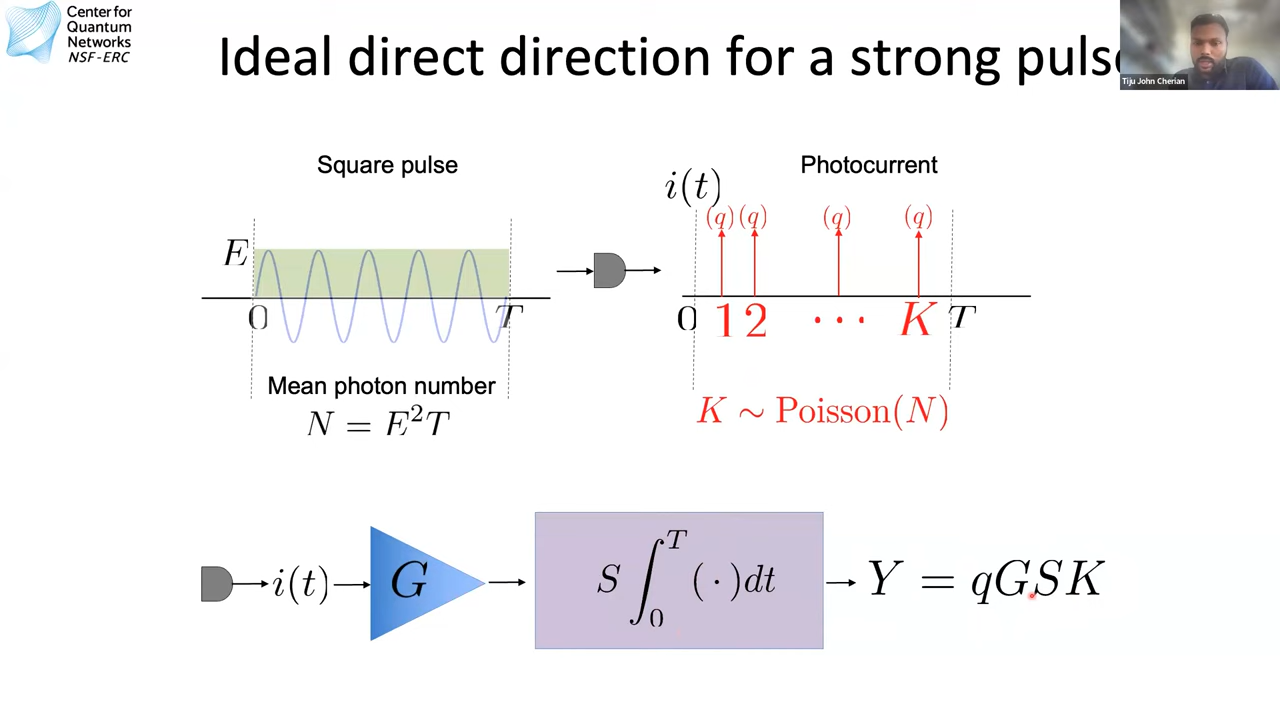 Center for
Quantum
Networks
NSF-ERC
Ideal direct direction for a strong pulse
Tiju John Cherian
Square pulse
E
0
T
Mean photon number
N = E²T
Photocurrent
i(t)
(q) (q) (q) (q)
0 1 2 ... K T
K ~ Poisson(N)
i(t)
G
S ∫₀ᵀ (·)dt
Y = qGSK